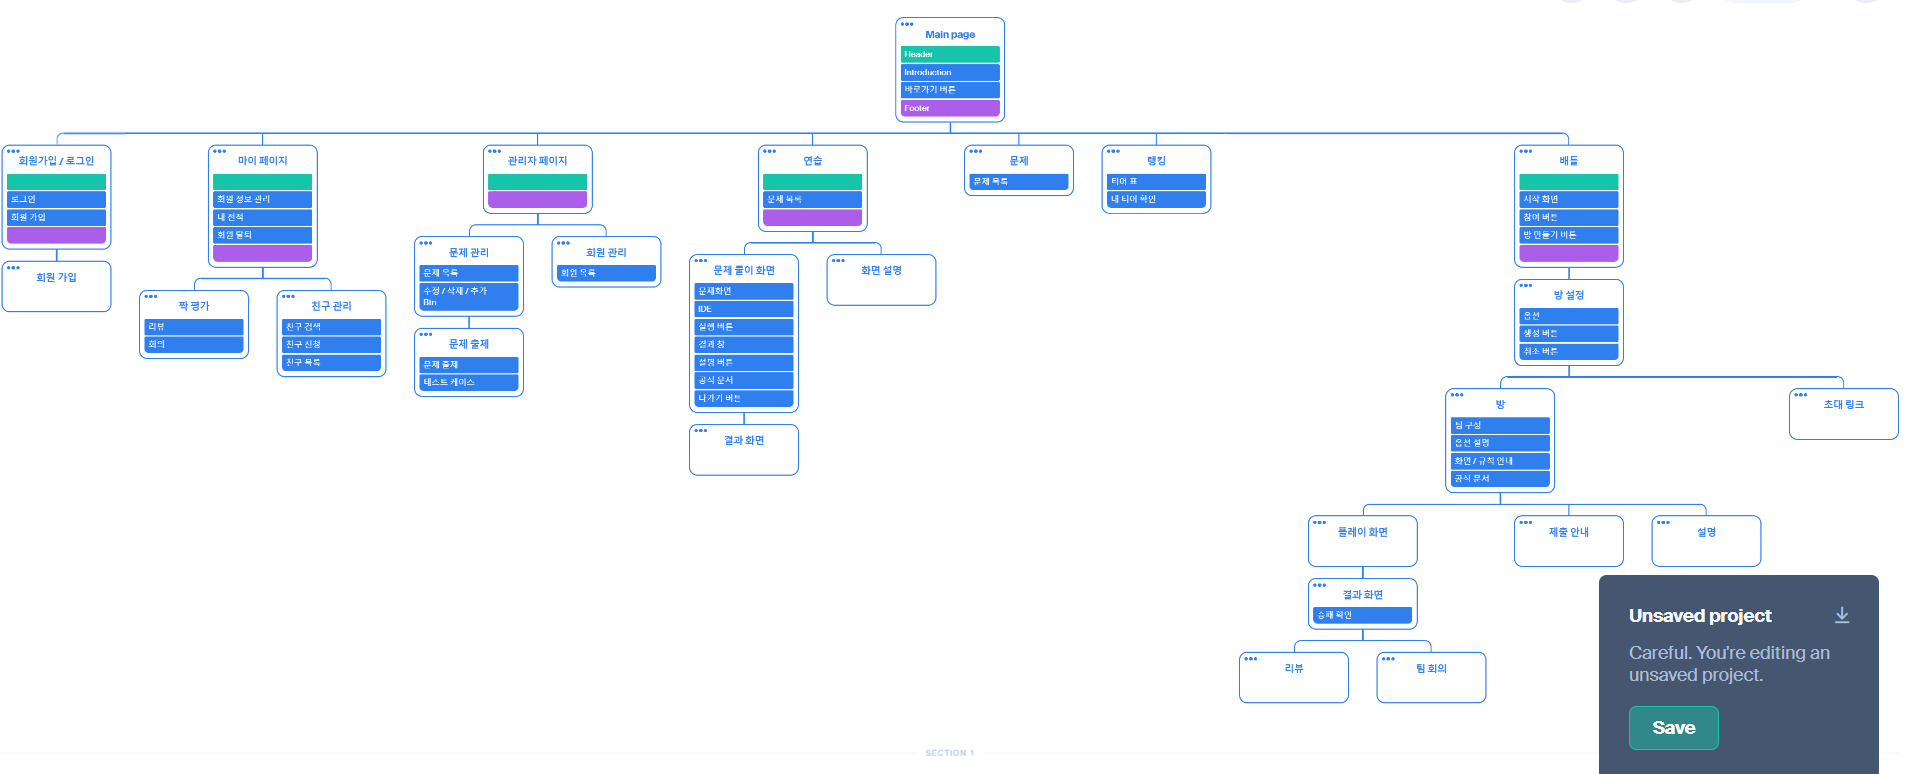 Main page
Header
Introduction
바로가기 버튼
Footer
회원가입 / 로그인
로그인
회원 가입
회원 가입
마이 페이지
회원 정보 관리
내 전적
회원 탈퇴
짝 평가
리뷰
회의
친구 관리
친구 검색
친구 신청
친구 목록
관리자 페이지
문제 관리
문제 목록
수정 / 삭제 / 추가
Btn
문제 출제
문제 출제
테스트 케이스
회원 관리
회원 목록
연습
문제 목록
문제 풀이 화면
문제화면
IDE
실행 버튼
결과 창
설명 버튼
공식 문서
나가기 버튼
결과 화면
화면 설명
문제
문제 목록
랭킹
티어 표
내 티어 확인
배틀
시작 화면
참여 버튼
방 만들기 버튼
방 설정
옵션
생성 버튼
취소 버튼
방
팀 구성
옵션 설명
화면 / 규칙 안내
공식 문서
초대 링크
플레이 화면
결과 화면
승패 확인
리뷰
팀 회의
제출 안내
설명
Unsaved project
Careful. You're editing an
unsaved project.
Save
SECTION 1